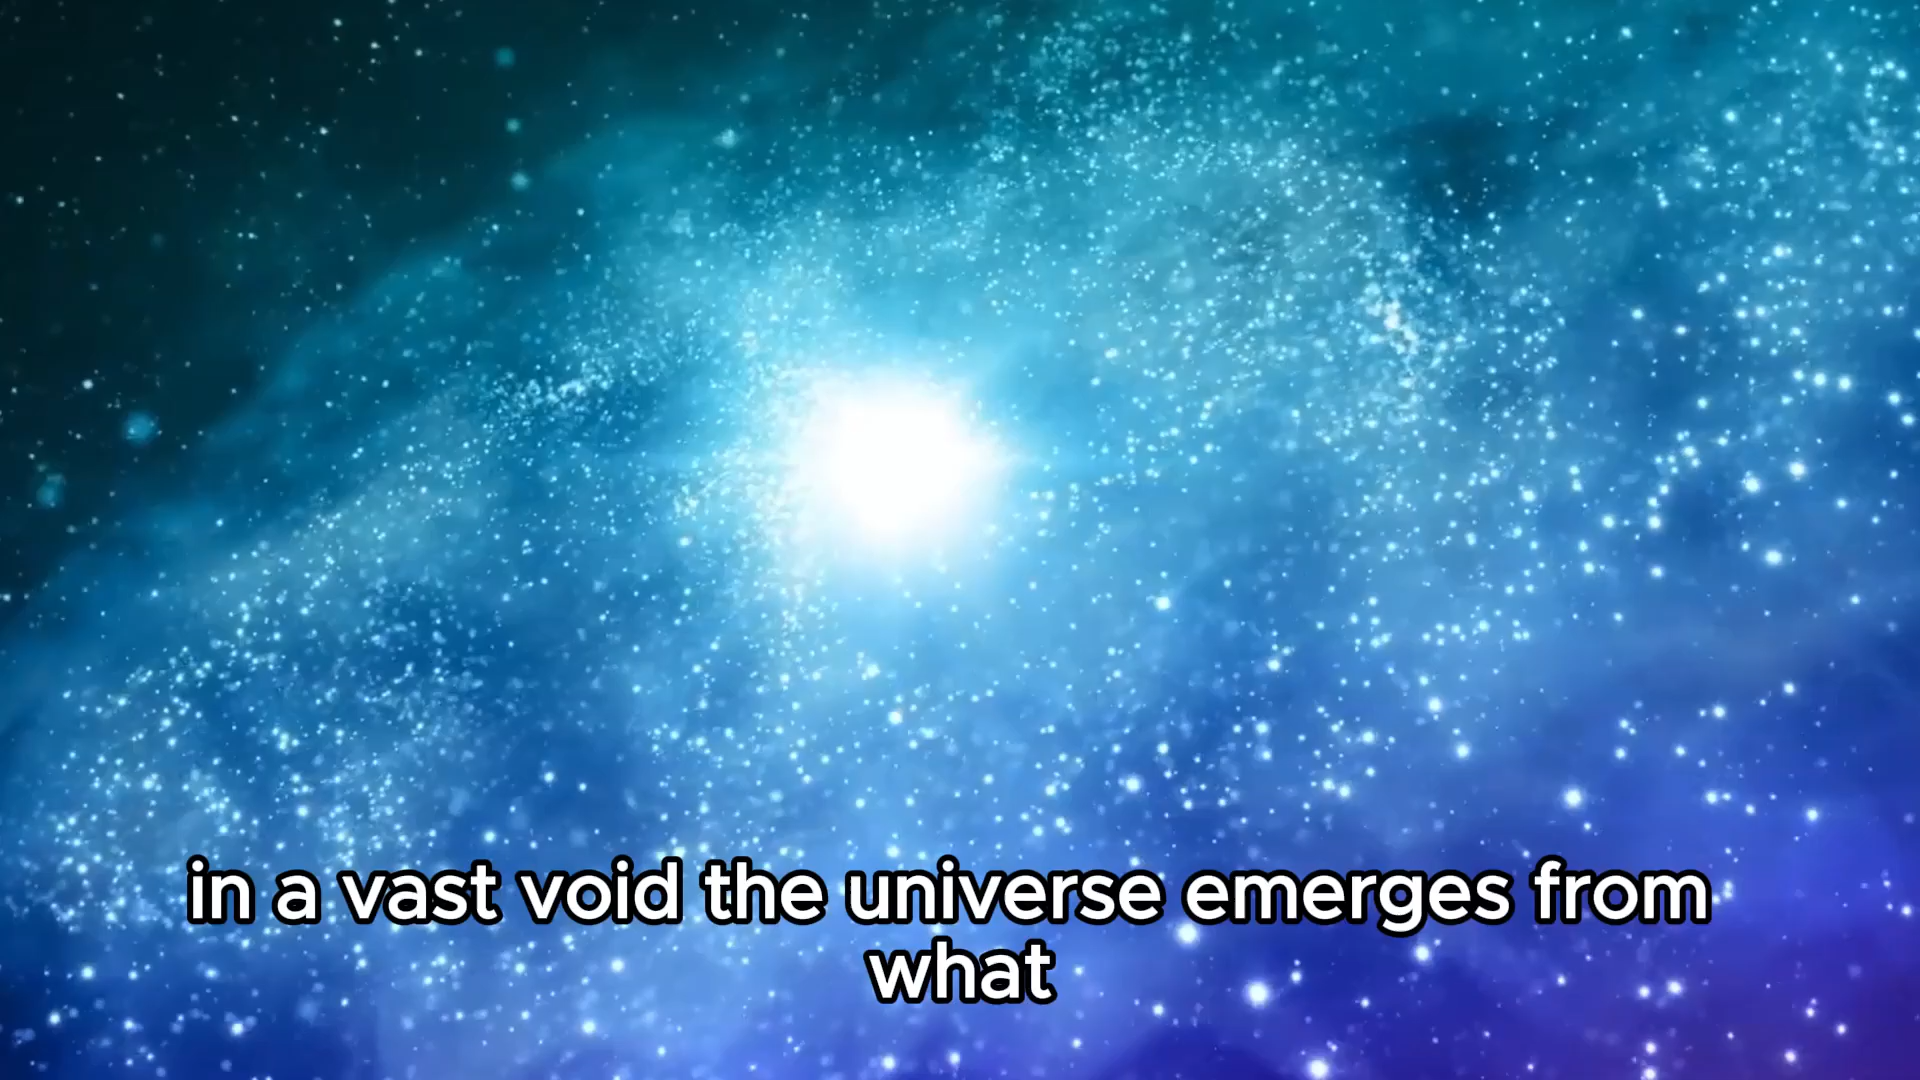 in a vast void the universe emerges from
what